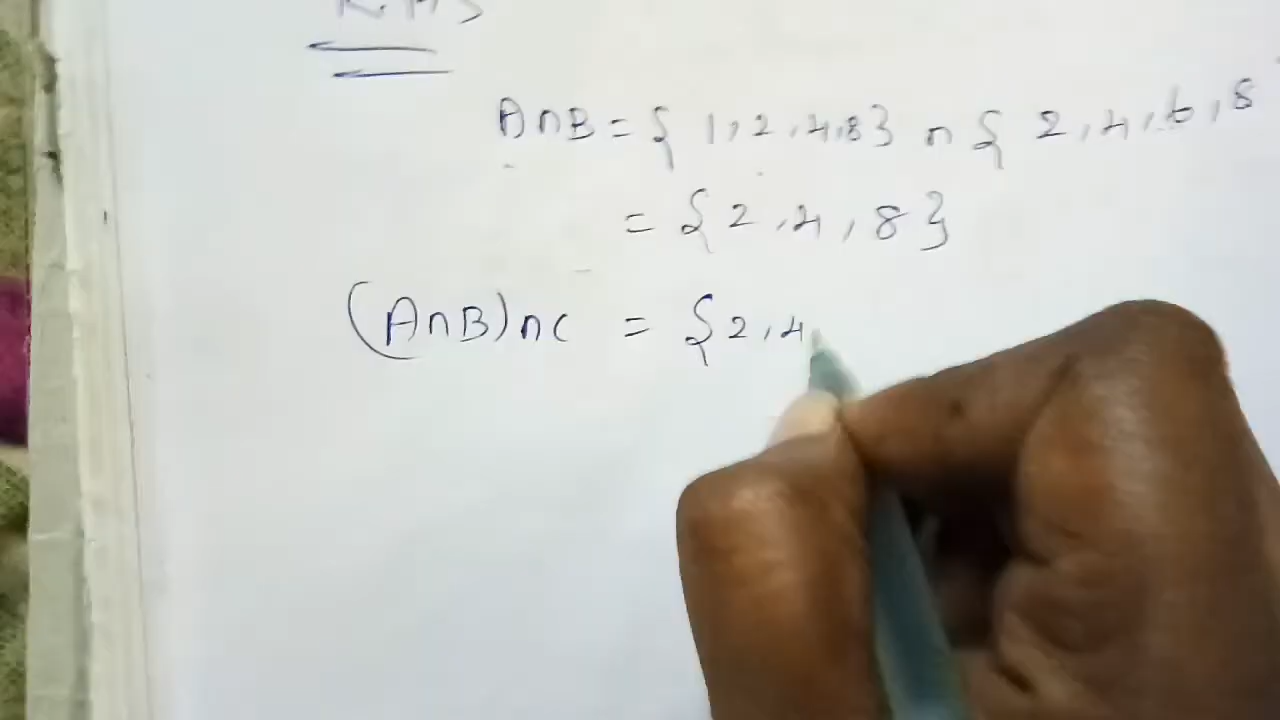 R.H.S
A∩B = { 1, 2, 4, 8 } ∩ { 2, 4, 6, 8
= { 2, 4, 8 }
(A∩B)∩C = { 2, 4